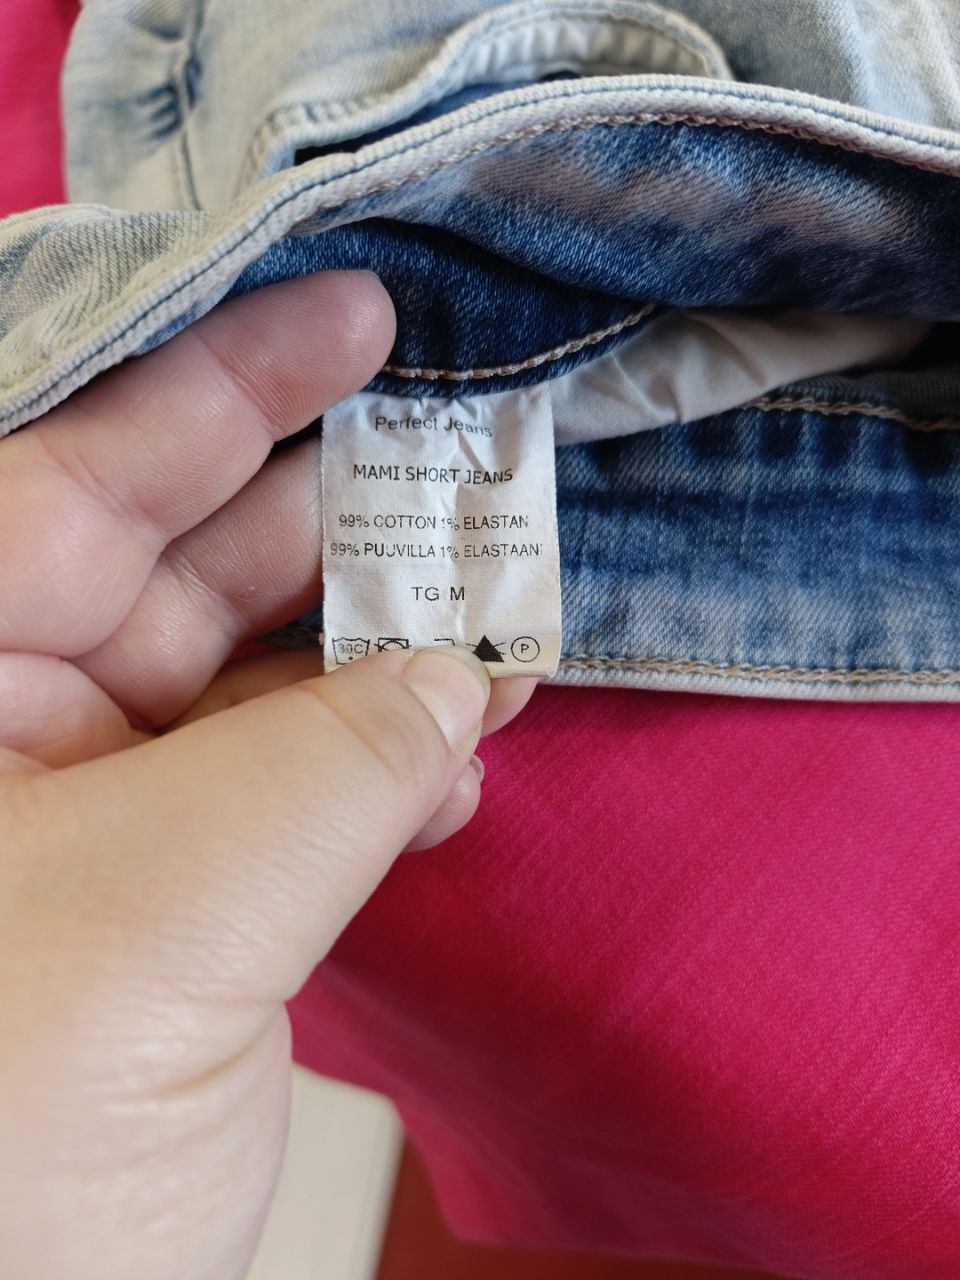 Perfect Jeans
MAMI SHORT JEANS
99% COTTON 1% ELASTAN
99% PUUVILLA 1% ELASTAANI
TG M
30C P